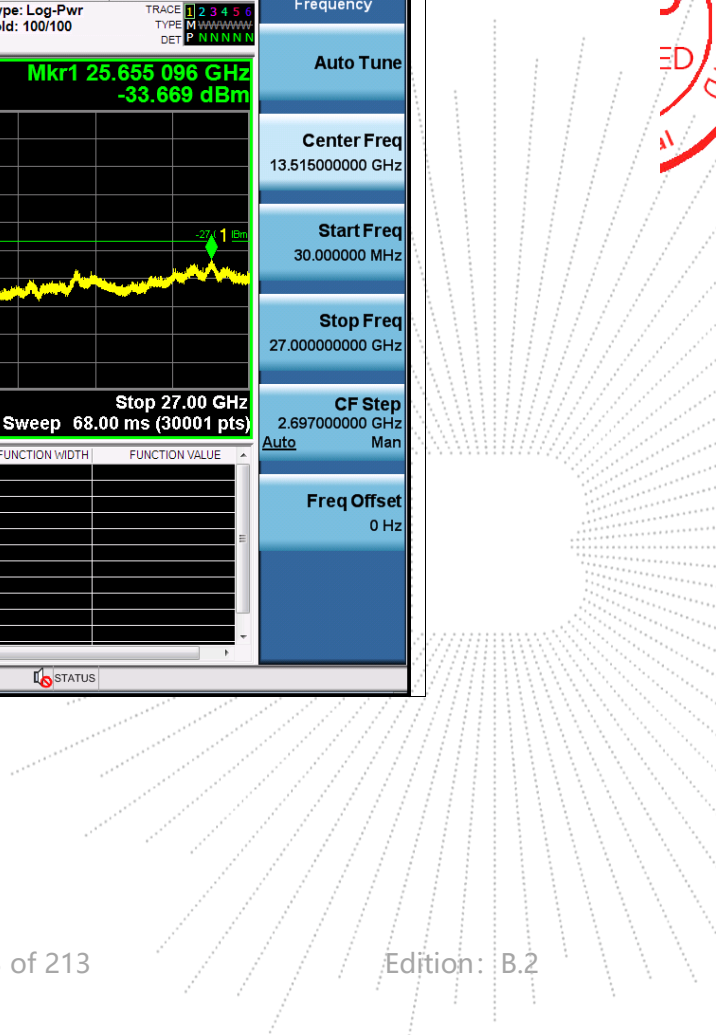 Frequency
ype: Log-Pwr
old: 100/100
TRACE 1 2 3 4 5 6
TYPE M WWWWW
DET P N N N N N
Auto Tune
Mkr1 25.655 096 GHz
-33.669 dBm
Center Freq
13.515000000 GHz
Start Freq
30.000000 MHz
1
Stop Freq
27.000000000 GHz
Stop 27.00 GHz
Sweep 68.00 ms (30001 pts)
CF Step
2.697000000 GHz
Auto Man
FUNCTION WIDTH FUNCTION VALUE
Freq Offset
0 Hz
STATUS
ED
al
of 213
Edition: B.2